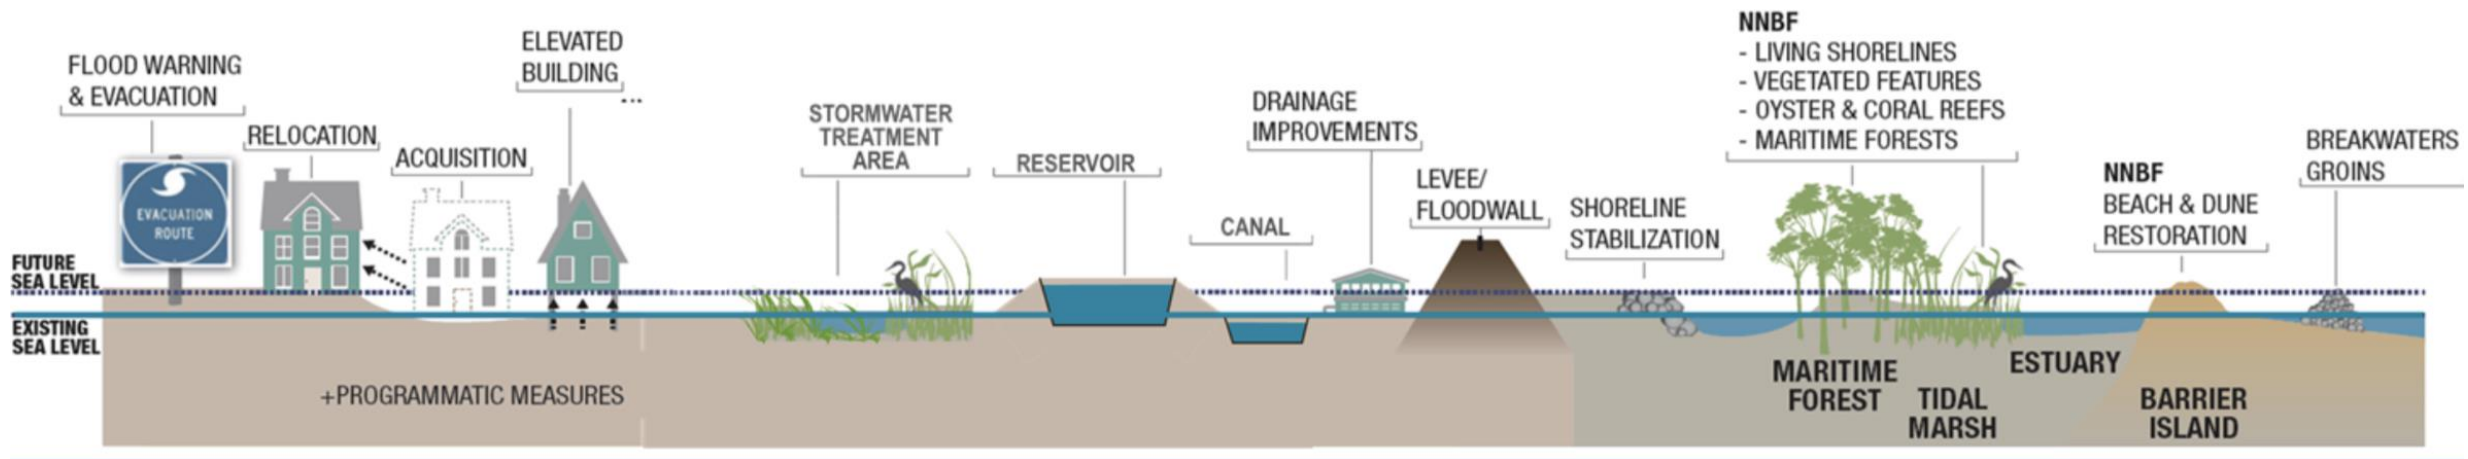 FLOOD WARNING
& EVACUATION
EVACUATION
ROUTE
RELOCATION
ACQUISITION
ELEVATED
BUILDING
...
STORMWATER
TREATMENT
AREA
RESERVOIR
CANAL
DRAINAGE
IMPROVEMENTS
LEVEE/
FLOODWALL
SHORELINE
STABILIZATION
NNBF
- LIVING SHORELINES
- VEGETATED FEATURES
- OYSTER & CORAL REEFS
- MARITIME FORESTS
NNBF
BEACH & DUNE
RESTORATION
BREAKWATERS
GROINS
FUTURE
SEA LEVEL
EXISTING
SEA LEVEL
+PROGRAMMATIC MEASURES
MARITIME
FOREST
TIDAL
MARSH
ESTUARY
BARRIER
ISLAND